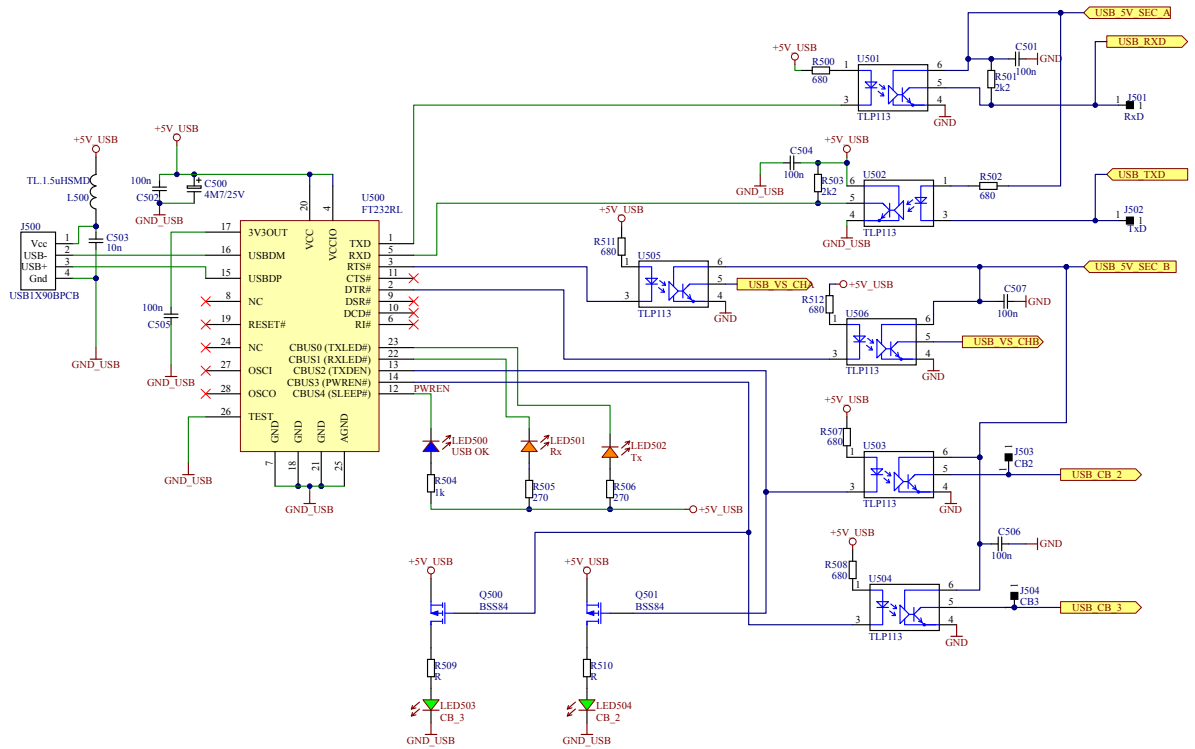 USB_5V_SEC_A
USB_RXD
+5V_USB
R500
680
1
3
U501
TLP113
6
5
4
GND
R501
2k2
C501
100n
GND
J501
1
RxD
+5V_USB
C504
100n
GND_USB
R503
2k2
U502
TLP113
6
5
4
1
3
GND_USB
R502
680
USB_TXD
J502
1
TxD
+5V_USB
TL.1.5uHSMD
L500
+5V_USB
100n
C502
+
C500
4M7/25V
GND_USB
J500
Vcc
USB-
USB+
Gnd
1
2
3
4
USB1X90BPCB
C503
10n
GND_USB
100n
C505
GND_USB
GND_USB
U500
FT232RL
20
4
VCC
VCCIO
17
3V3OUT
16
USBDM
15
USBDP
8
NC
19
RESET#
24
NC
27
OSCI
28
OSCO
26
TEST
TXD
1
RXD
5
RTS#
3
CTS#
11
DTR#
2
DSR#
9
DCD#
10
RI#
6
CBUS0 (TXLED#)
23
CBUS1 (RXLED#)
22
CBUS2 (TXDEN)
13
CBUS3 (PWREN#)
14
CBUS4 (SLEEP#)
12
PWREN
GND
GND
GND
AGND
7
18
21
25
GND_USB
+5V_USB
R511
680
1
3
U505
TLP113
6
5
4
GND
USB_VS_CHA
USB_5V_SEC_B
+5V_USB
R512
680
1
3
U506
TLP113
6
5
4
GND
C507
100n
GND
USB_VS_CHB
LED500
USB OK
R504
1k
LED501
Rx
R505
270
LED502
Tx
R506
270
+5V_USB
+5V_USB
R507
680
1
3
U503
TLP113
6
5
4
GND
J503
1
CB2
1
USB_CB_2
C506
100n
GND
+5V_USB
R508
680
1
3
U504
TLP113
6
5
4
GND
J504
1
CB3
USB_CB_3
+5V_USB
Q500
BSS84
R509
R
LED503
CB_3
GND_USB
+5V_USB
Q501
BSS84
R510
R
LED504
CB_2
GND_USB